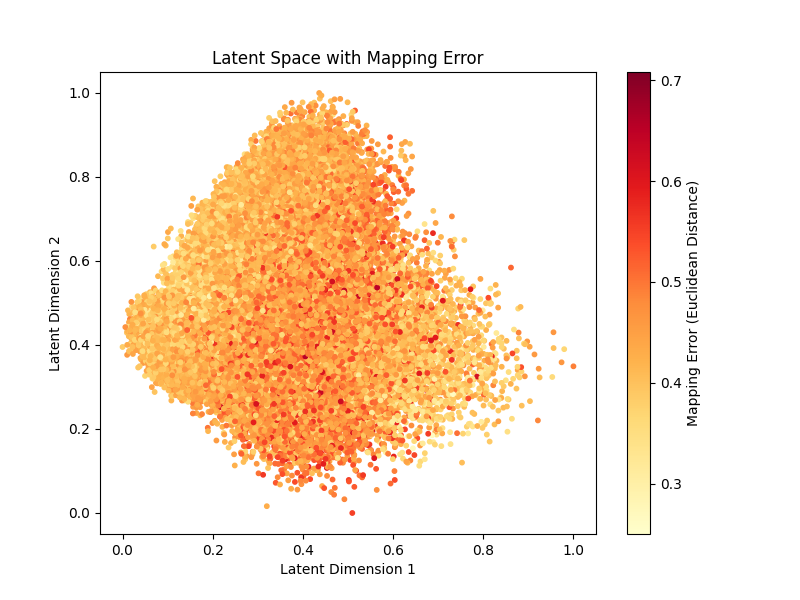 Latent Space with Mapping Error
1.0
0.8
0.6
0.4
0.2
0.0
Latent Dimension 2
0.0 0.2 0.4 0.6 0.8 1.0
Latent Dimension 1
0.7
0.6
0.5
0.4
0.3
Mapping Error (Euclidean Distance)